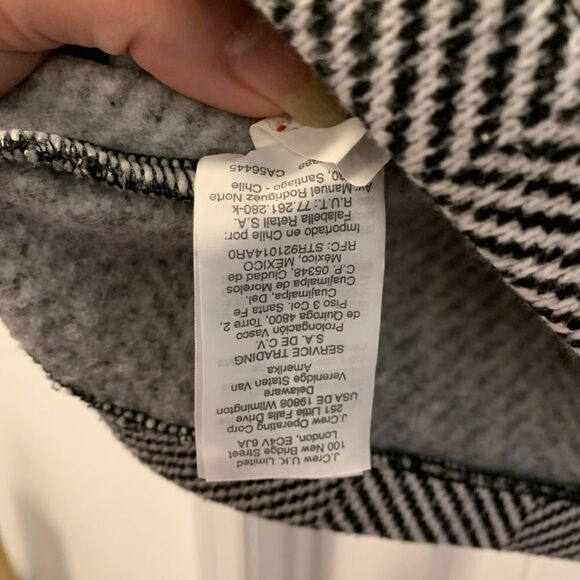 J.Crew U.K. Limited
100 New Bridge Street
London, EC4V 6JA
J.Crew Operating Corp
251 Little Falls Drive
USA DE 19808 Wilmington
Delaware
Verenidge Staten Van
Amerika
SERVICE TRADING
S.A. DE C.V.
Prolongación Vasco
de Quiroga 4800, Torre 2,
Piso 3 Col. Santa Fe
Cuajimalpa, Del.
Cuajimalpa de Morelos
C.P. 05348, Ciudad de
México, MEXICO
RFC: STR921014AR0
Importado en Chile por:
Falabella Retail S.A.
R.U.T.: 77.261.280-k
Av. Manuel Rodriguez Norte
Santiago - Chile
CA56445